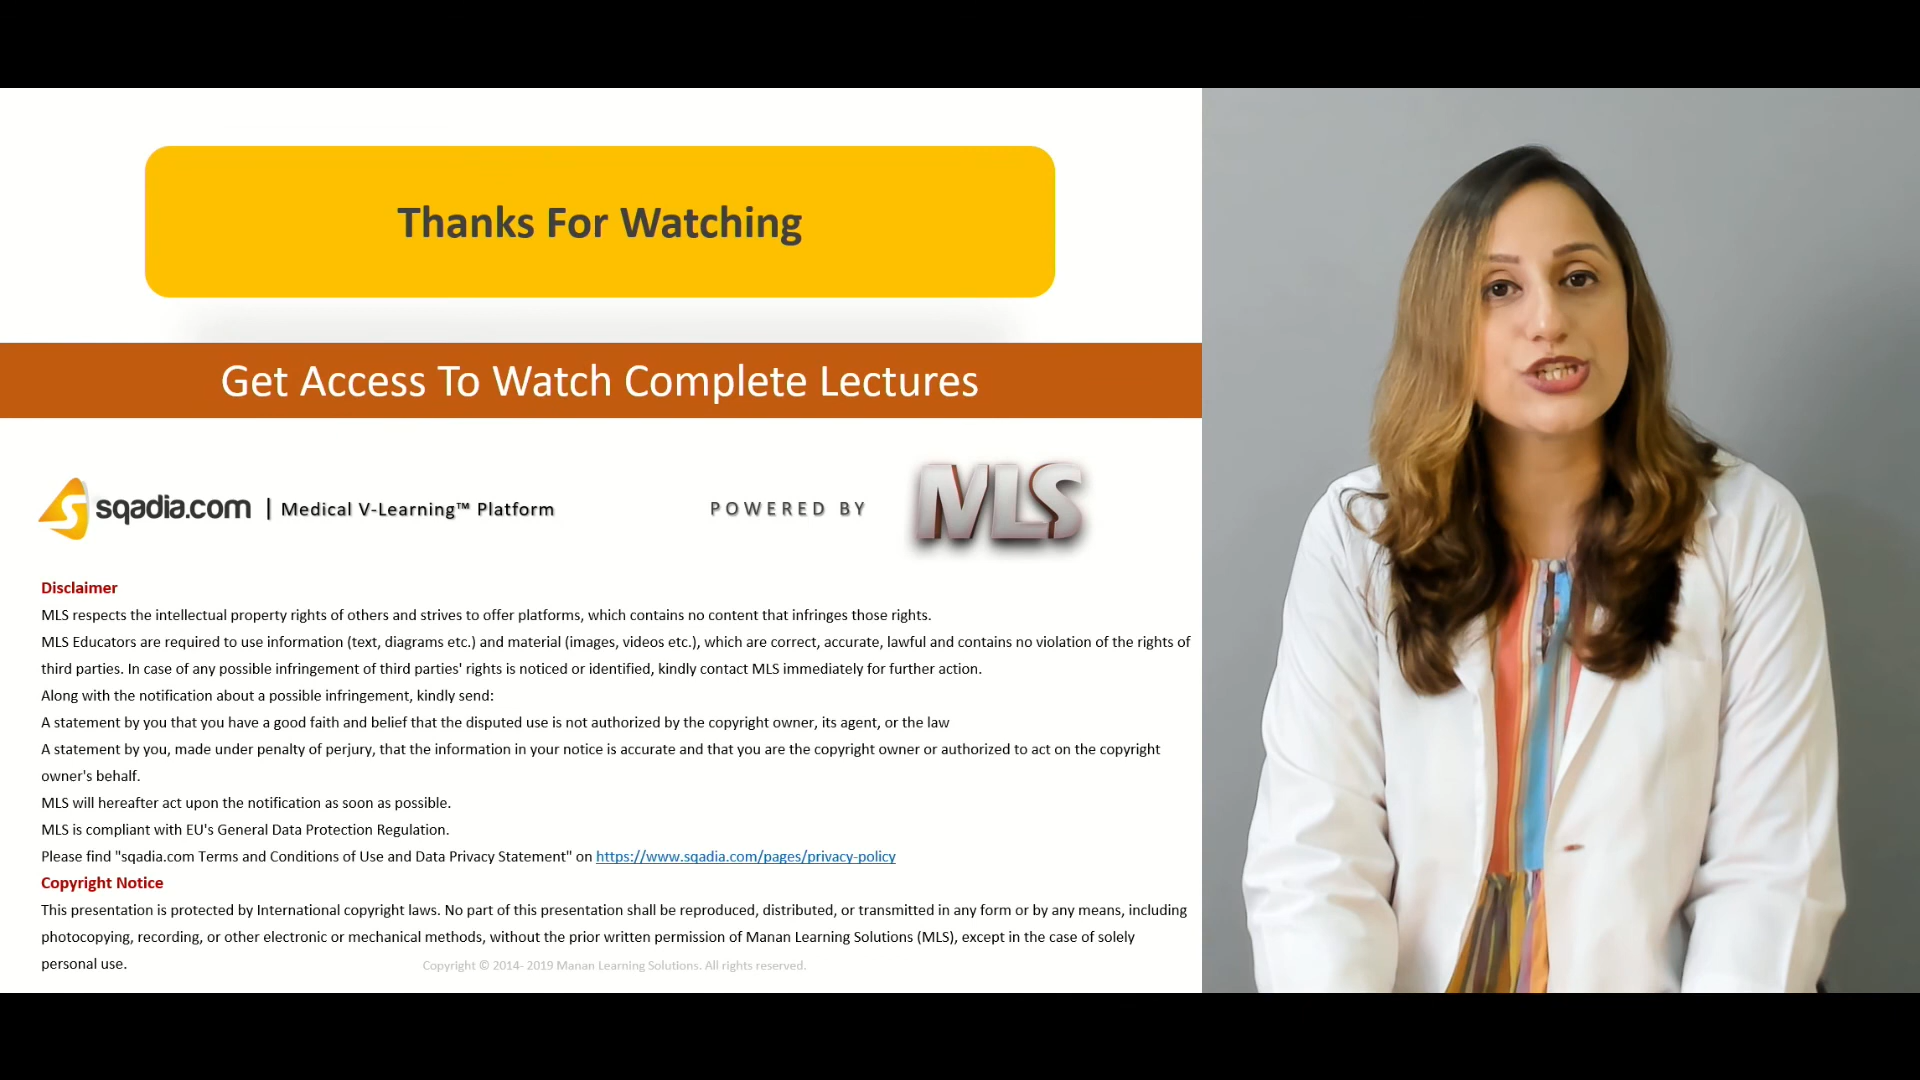 Thanks For Watching
Get Access To Watch Complete Lectures
sqadia.com | Medical V-Learning™ Platform
POWERED BY MLS
Disclaimer
MLS respects the intellectual property rights of others and strives to offer platforms, which contains no content that infringes those rights.
MLS Educators are required to use information (text, diagrams etc.) and material (images, videos etc.), which are correct, accurate, lawful and contains no violation of the rights of
third parties. In case of any possible infringement of third parties' rights is noticed or identified, kindly contact MLS immediately for further action.
Along with the notification about a possible infringement, kindly send:
A statement by you that you have a good faith and belief that the disputed use is not authorized by the copyright owner, its agent, or the law
A statement by you, made under penalty of perjury, that the information in your notice is accurate and that you are the copyright owner or authorized to act on the copyright
owner's behalf.
MLS will hereafter act upon the notification as soon as possible.
MLS is compliant with EU's General Data Protection Regulation.
Please find "sqadia.com Terms and Conditions of Use and Data Privacy Statement" on https://www.sqadia.com/pages/privacy-policy
Copyright Notice
This presentation is protected by International copyright laws. No part of this presentation shall be reproduced, distributed, or transmitted in any form or by any means, including
photocopying, recording, or other electronic or mechanical methods, without the prior written permission of Manan Learning Solutions (MLS), except in the case of solely
personal use.
Copyright © 2014- 2019 Manan Learning Solutions. All rights reserved.